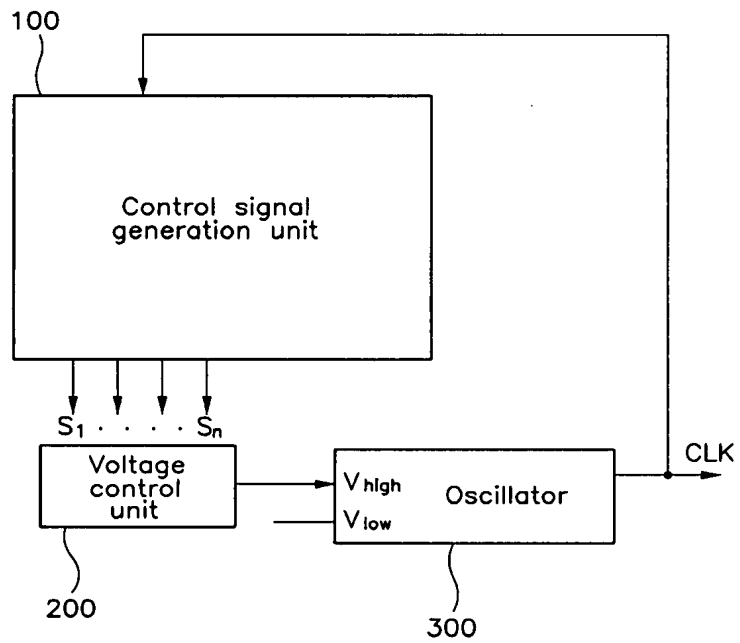 100
Control signal
generation unit
S1 . . . . Sn
Voltage
control
unit
Vhigh
Vlow
Oscillator
CLK
200
300